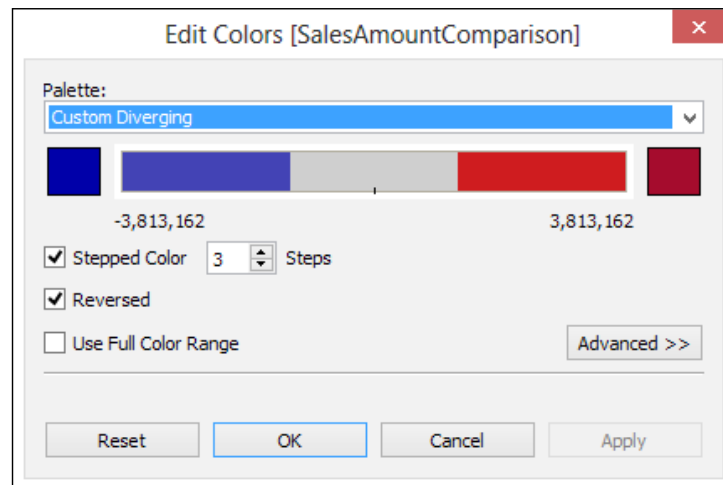 Edit Colors [SalesAmountComparison]
Palette:
Custom Diverging
-3,813,162 3,813,162
Stepped Color 3 Steps
Reversed
Use Full Color Range Advanced >>
Reset OK Cancel Apply